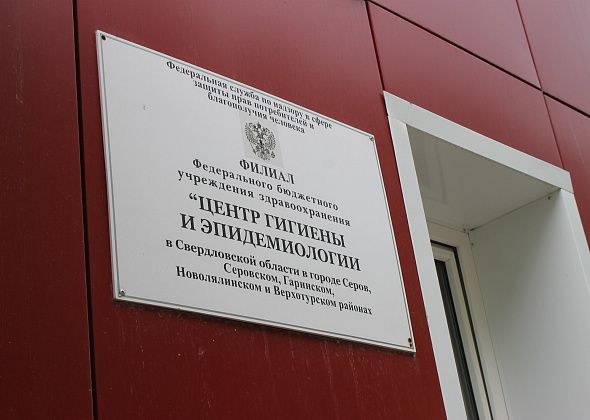 Федеральная служба по надзору в сфере
защиты прав потребителей и
благополучия человека
ФИЛИАЛ
Федерального бюджетного
учреждения здравоохранения
“ЦЕНТР ГИГИЕНЫ
И ЭПИДЕМИОЛОГИИ
в Свердловской области в городе Серов,
Серовском, Гаринском,
Новолялинском и Верхотурском районах